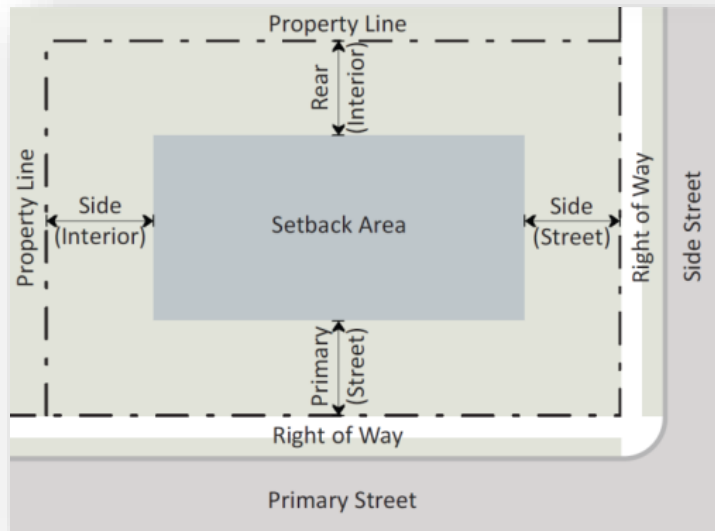 Property Line
Rear
(Interior)
Property Line
Side
(Interior)
Setback Area
Side
(Street)
Right of Way
Side Street
Primary
(Street)
Right of Way
Primary Street